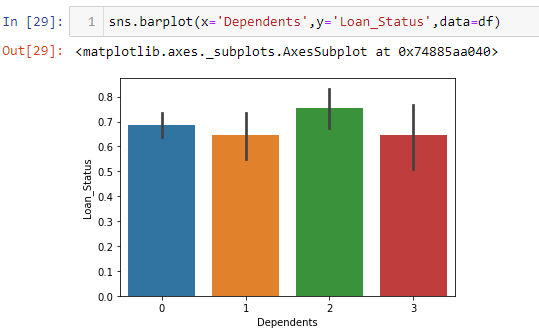 In [29]: 1 sns.barplot(x='Dependents',y='Loan_Status',data=df)
Out[29]: <matplotlib.axes._subplots.AxesSubplot at 0x74885aa040>
0.8
0.7
0.6
0.5
0.4
0.3
0.2
0.1
0.0
Loan_Status
0 1 2 3
Dependents